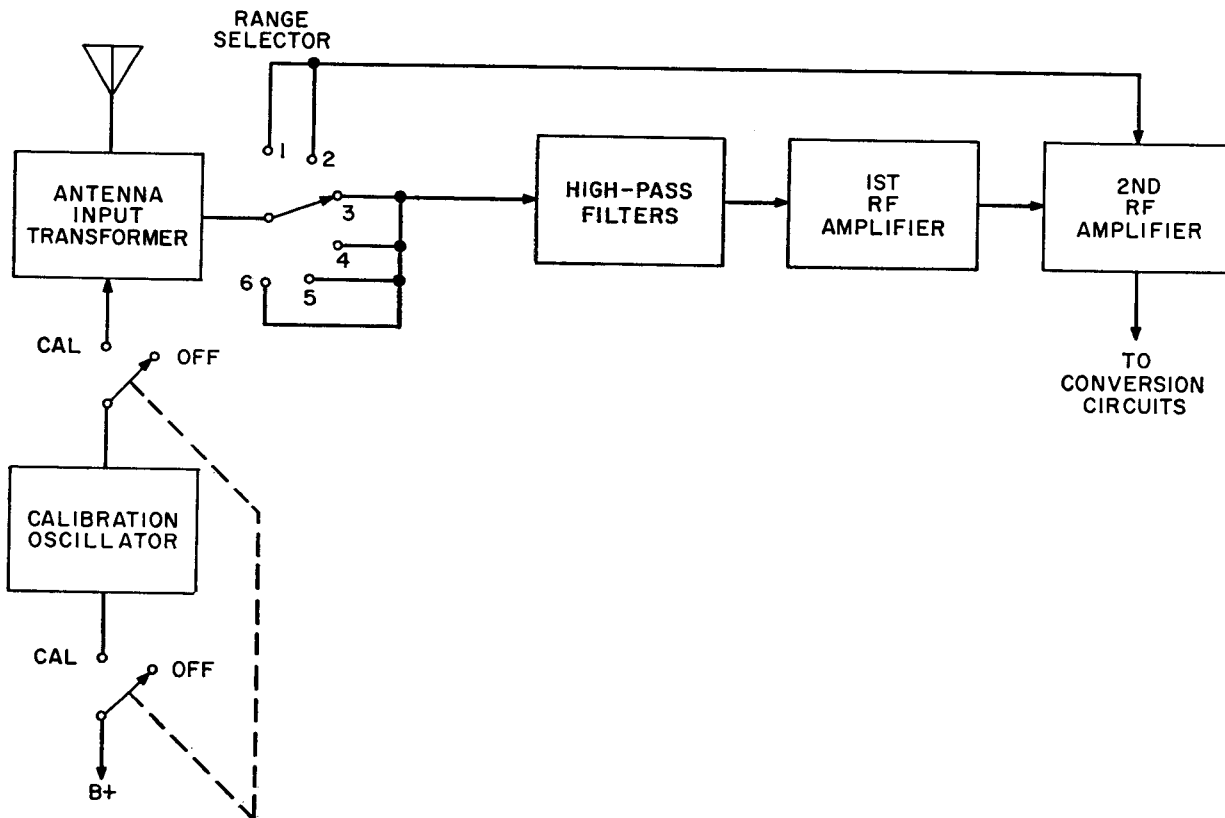 RANGE
SELECTOR
1
2
3
4
5
6
ANTENNA
INPUT
TRANSFORMER
HIGH-PASS
FILTERS
1ST
RF
AMPLIFIER
2ND
RF
AMPLIFIER
TO
CONVERSION
CIRCUITS
CAL
OFF
CALIBRATION
OSCILLATOR
CAL
OFF
B+